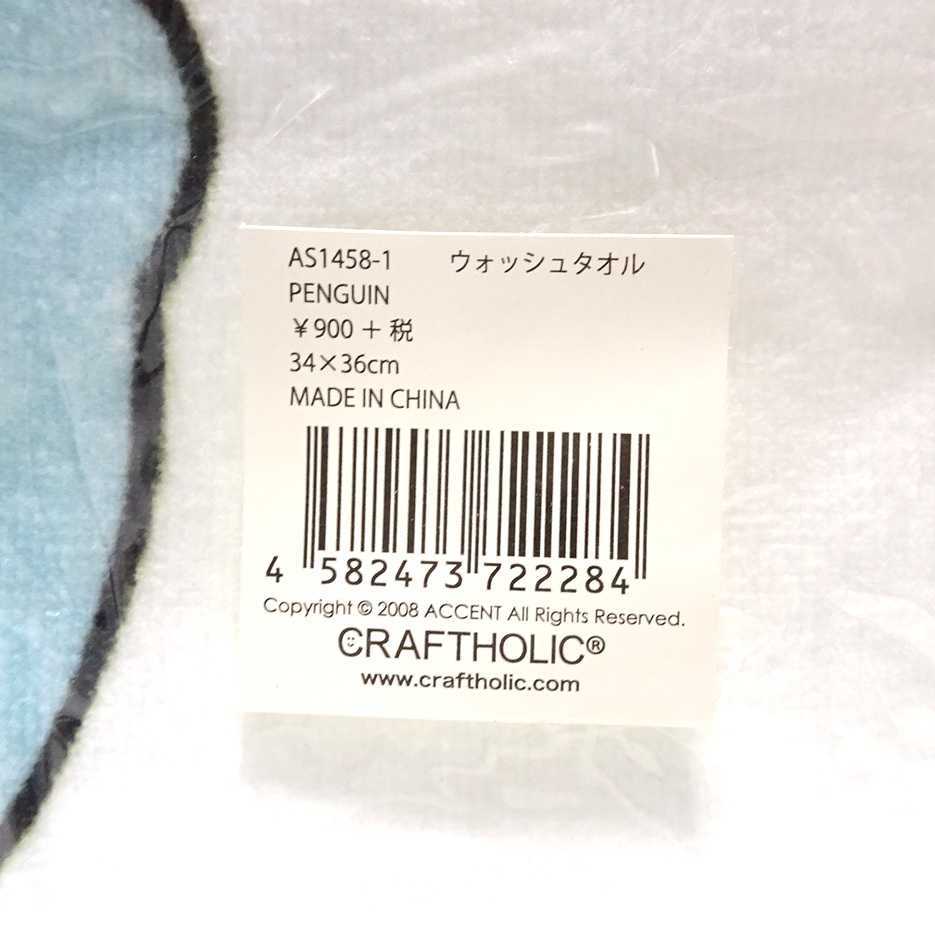 AS1458-1 ウォッシュタオル
PENGUIN
￥900 + 税
34×36cm
MADE IN CHINA
4 582473 722284
Copyright © 2008 ACCENT All Rights Reserved.
CRAFTHOLIC®
www.craftholic.com